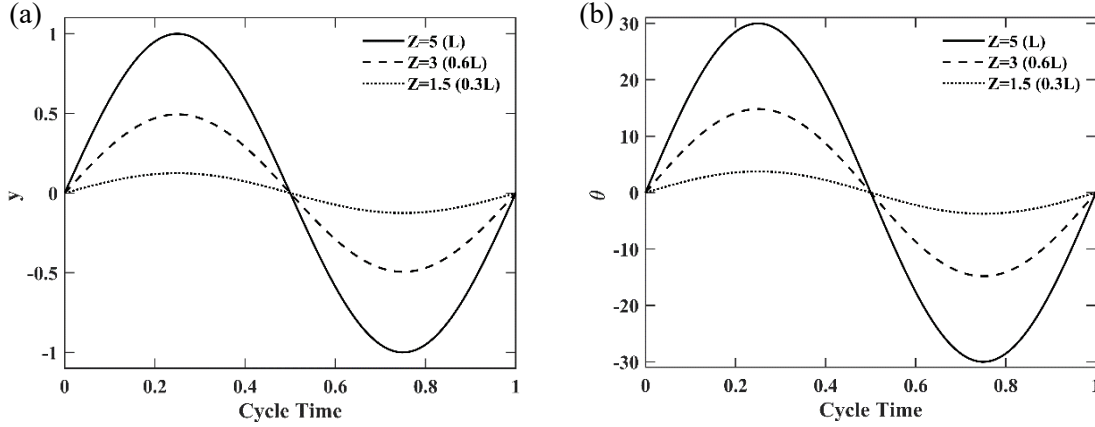 (a)
1
0.5
0
-0.5
-1
y
0 0.2 0.4 0.6 0.8 1
Cycle Time
Z=5 (L)
Z=3 (0.6L)
Z=1.5 (0.3L)
(b)
30
20
10
0
-10
-20
-30
θ
0 0.2 0.4 0.6 0.8 1
Cycle Time
Z=5 (L)
Z=3 (0.6L)
Z=1.5 (0.3L)